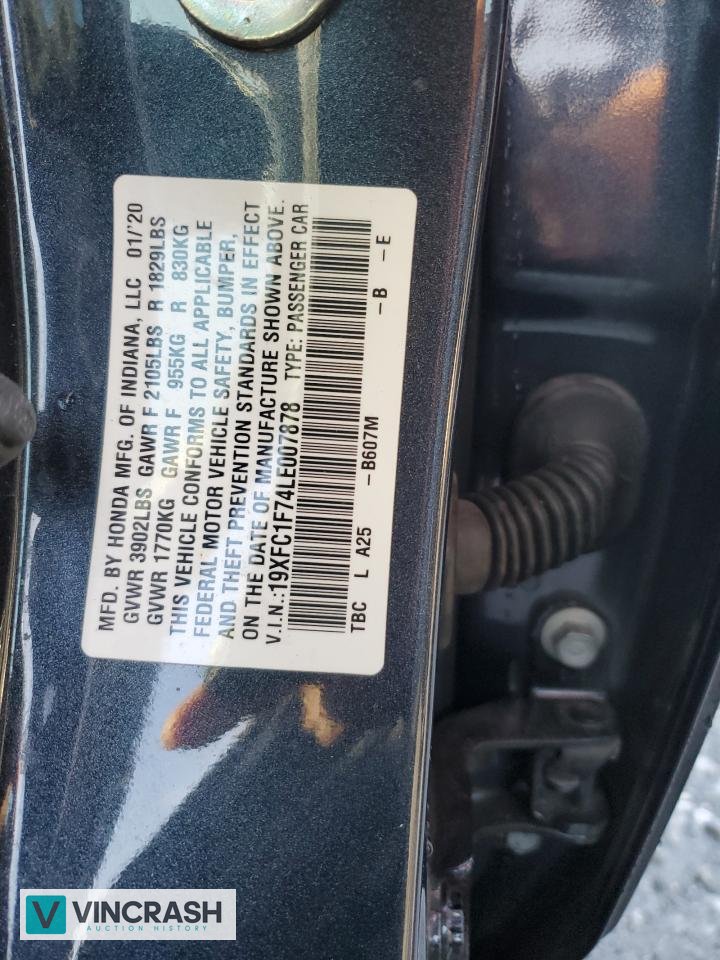 MFD. BY HONDA MFG. OF INDIANA, LLC 01/'20
GVWR 3902LBS GAWR F 2105LBS R 1829LBS
GVWR 1770KG GAWR F 955KG R 830KG
THIS VEHICLE CONFORMS TO ALL APPLICABLE
FEDERAL MOTOR VEHICLE SAFETY, BUMPER,
AND THEFT PREVENTION STANDARDS IN EFFECT
ON THE DATE OF MANUFACTURE SHOWN ABOVE.
V.I.N.:19XFC1F74LE007878 TYPE: PASSENGER CAR
TBC L A25 -B607M -B -E
V VINCRASH
AUCTION HISTORY